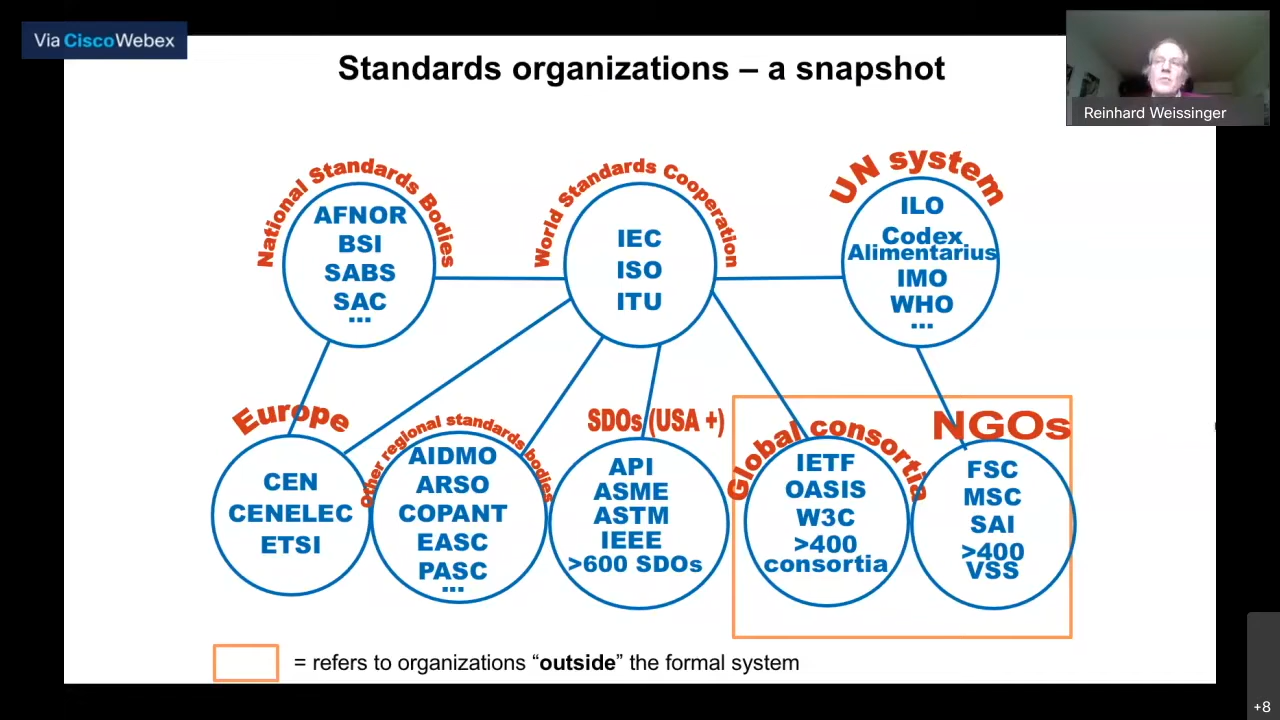 Via CiscoWebex
Standards organizations – a snapshot
Reinhard Weissinger
National Standards Bodies
AFNOR
BSI
SABS
SAC
...
World Standards Cooperation
IEC
ISO
ITU
UN system
ILO
Codex
Alimentarius
IMO
WHO
...
Europe
CEN
CENELEC
ETSI
Other regional standards bodies
AIDMO
ARSO
COPANT
EASC
PASC
...
SDOs (USA +)
API
ASME
ASTM
IEEE
>600 SDOs
Global consortia
IETF
OASIS
W3C
>400
consortia
NGOs
FSC
MSC
SAI
>400
VSS
= refers to organizations “outside” the formal system
+8